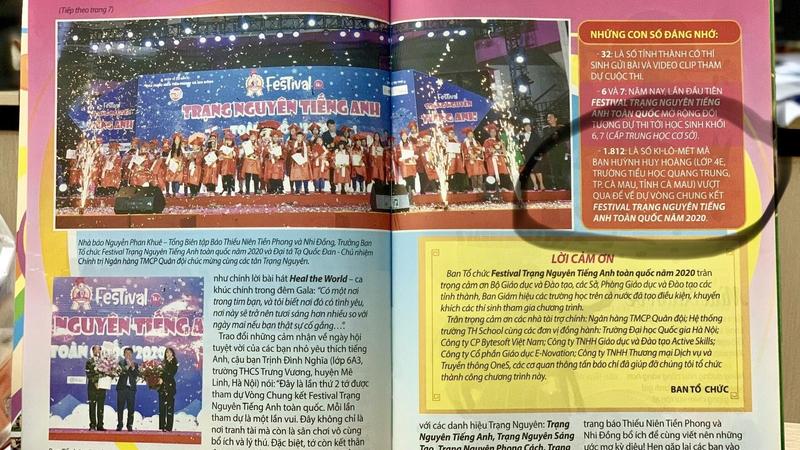 (Tiếp theo trang 7)
Festival
TRẠNG NGUYÊN TIẾNG ANH
TOÀN QUỐC 2020
Festival
TRẠNG NGUYÊN
TIẾNG ANH
Nhà báo Nguyễn Phan Khuê – Tổng Biên tập Báo Thiếu Niên Tiền Phong và Nhi Đồng, Trưởng Ban
Tổ chức Festival Trạng Nguyên Tiếng Anh toàn quốc năm 2020 và Đại tá Tạ Quốc Đan - Chủ nhiệm
Chính trị Ngân hàng TMCP Quân đội chúc mừng cùng các tân Trạng Nguyên.
Festival
NGUYÊN TIẾNG A
TOÀN QUỐC 2020
như chính lời bài hát Heal the World – ca
khúc chính trong đêm Gala: “Có một nơi
trong tim bạn, và tôi biết nơi đó có tình yêu,
nơi này sẽ trở nên tươi sáng hơn nhiều so với
ngày mai nếu bạn thật sự cố gắng…”.
Trao đổi những cảm nhận về ngày hội
tuyệt vời của các bạn nhỏ yêu thích tiếng
Anh, cậu bạn Trình Đình Nghĩa (lớp 6A3,
trường THCS Trưng Vương, huyện Mê
Linh, Hà Nội) nói: “Đây là lần thứ 2 tớ được
tham dự Vòng Chung kết Festival Trạng
Nguyên Tiếng Anh toàn quốc. Mỗi lần
tham dự là một lần vui. Đây không chỉ là
nơi tranh tài mà còn là sân chơi vô cùng
bổ ích và lý thú. Đặc biệt, tớ còn kết thân
NHỮNG CON SỐ ĐÁNG NHỚ:
- 32: LÀ SỐ TỈNH THÀNH CÓ THÍ
SINH GỬI BÀI VÀ VIDEO CLIP THAM
DỰ CUỘC THI.
- 6 VÀ 7: NĂM NAY, LẦN ĐẦU TIÊN
FESTIVAL TRẠNG NGUYÊN TIẾNG
ANH TOÀN QUỐC MỞ RỘNG ĐỐI
TƯỢNG DỰ THI TỚI HỌC SINH KHỐI
6,7 (CẤP TRUNG HỌC CƠ SỞ).
- 1.812: LÀ SỐ KI-LÔ-MÉT MÀ
BẠN HUỲNH HUY HOÀNG (LỚP 4E,
TRƯỜNG TIỂU HỌC QUANG TRUNG,
TP. CÀ MAU, TỈNH CÀ MAU) VƯỢT
QUA ĐỂ VỀ DỰ VÒNG CHUNG KẾT
FESTIVAL TRẠNG NGUYÊN TIẾNG
ANH TOÀN QUỐC NĂM 2020.
LỜI CẢM ƠN
Ban Tổ chức Festival Trạng Nguyên Tiếng Anh toàn quốc năm 2020 trân
trọng cảm ơn Bộ Giáo dục và Đào tạo, các Sở, Phòng Giáo dục và Đào tạo các
tỉnh thành, Ban Giám hiệu các trường học trên cả nước đã tạo điều kiện, khuyến
khích các thí sinh tham gia chương trình.
Trân trọng cảm ơn các nhà tài trợ chính: Ngân hàng TMCP Quân đội; Hệ thống
trường TH School cùng các đơn vị đồng hành: Trường Đại học Quốc gia Hà Nội;
Công ty CP Bytesoft Việt Nam; Công ty TNHH Giáo dục và Đào tạo Active Skills;
Công ty Cổ phần Giáo dục E-Novation; Công ty TNHH Thương mại Dịch vụ và
Truyền thông OneS, các cơ quan thông tấn báo chí đã giúp đỡ chúng tôi tổ chức
thành công chương trình này.
BAN TỔ CHỨC
với các danh hiệu Trạng Nguyên: Trạng
Nguyên Tiếng Anh, Trạng Nguyên Sáng
Tạo, Trạng Nguyên Phong Cách, Trạng
trang báo Thiếu Niên Tiền Phong và
Nhi Đồng bổ ích để cùng viết nên những
ước mơ kỳ diệu! Hẹn gặp lại các bạn vào